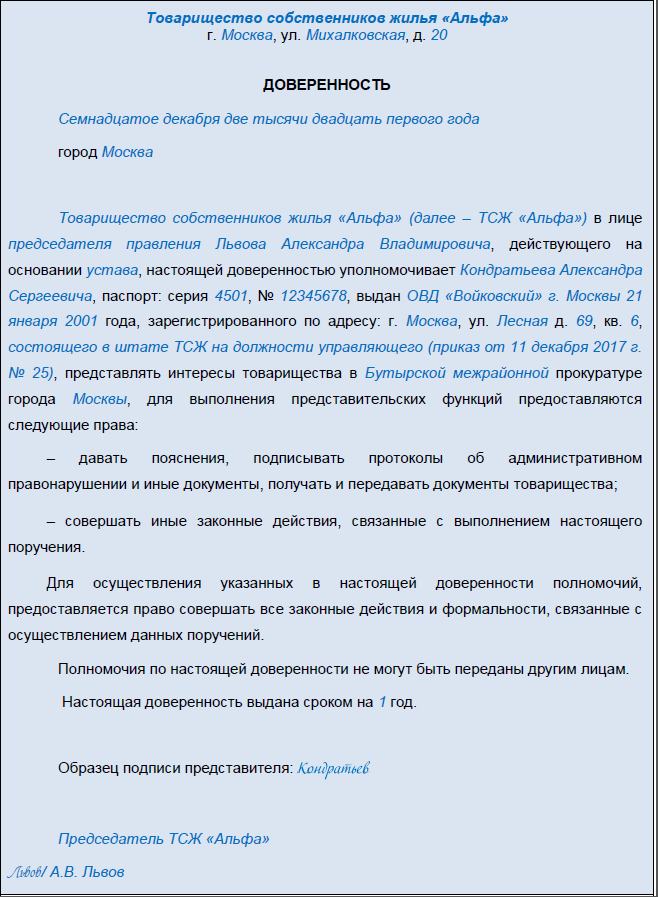 Товарищество собственников жилья «Альфа»
г. Москва, ул. Михалковская, д. 20
ДОВЕРЕННОСТЬ
Семнадцатое декабря две тысячи двадцать первого года
город Москва
Товарищество собственников жилья «Альфа» (далее – ТСЖ «Альфа») в лице
председателя правления Львова Александра Владимировича, действующего на
основании устава, настоящей доверенностью уполномочивает Кондратьева Александра
Сергеевича, паспорт: серия 4501, № 12345678, выдан ОВД «Войковский» г. Москвы 21
января 2001 года, зарегистрированного по адресу: г. Москва, ул. Лесная д. 69, кв. 6,
состоящего в штате ТСЖ на должности управляющего (приказ от 11 декабря 2017 г.
№ 25), представлять интересы товарищества в Бутырской межрайонной прокуратуре
города Москвы, для выполнения представительских функций предоставляются
следующие права:
– давать пояснения, подписывать протоколы об административном
правонарушении и иные документы, получать и передавать документы товарищества;
– совершать иные законные действия, связанные с выполнением настоящего
поручения.
Для осуществления указанных в настоящей доверенности полномочий,
предоставляется право совершать все законные действия и формальности, связанные с
осуществлением данных поручений.
Полномочия по настоящей доверенности не могут быть переданы другим лицам.
Настоящая доверенность выдана сроком на 1 год.
Образец подписи представителя: Кондратьев
Председатель ТСЖ «Альфа»
Львов/ А.В. Львов